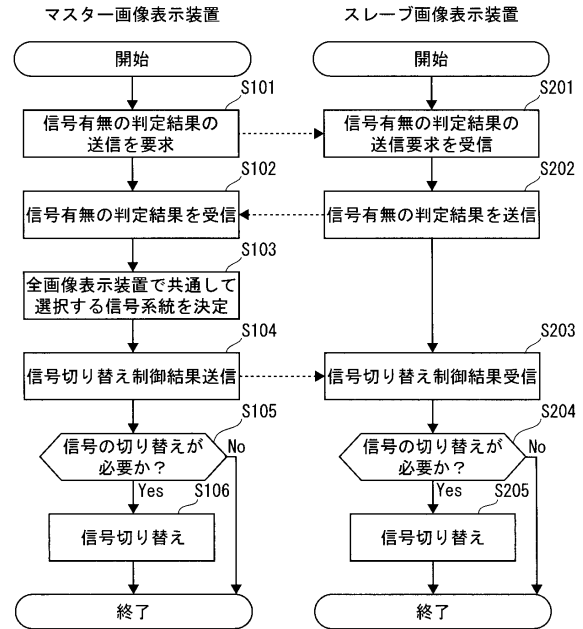 マスター画像表示装置
スレーブ画像表示装置
開始
S101
信号有無の判定結果の
送信を要求
S102
信号有無の判定結果を受信
S103
全画像表示装置で共通して
選択する信号系統を決定
S104
信号切り替え制御結果送信
S105
信号の切り替えが
必要か?
No
Yes
S106
信号切り替え
終了
開始
S201
信号有無の判定結果の
送信要求を受信
S202
信号有無の判定結果を送信
S203
信号切り替え制御結果受信
S204
信号の切り替えが
必要か?
No
Yes
S205
信号切り替え
終了